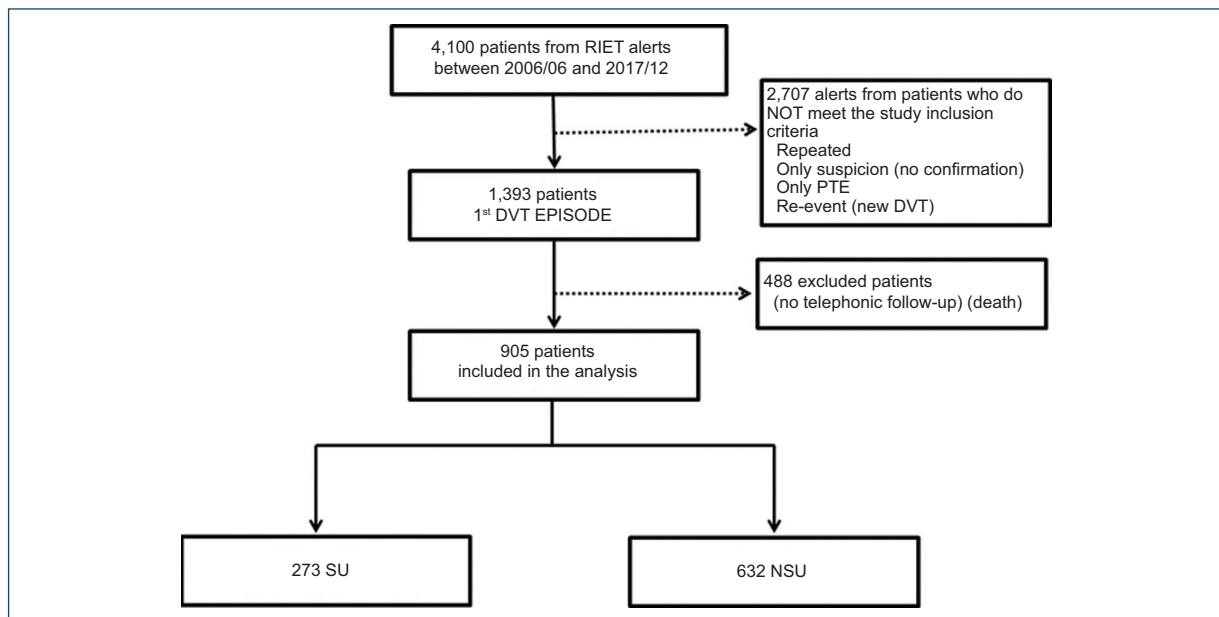 4,100 patients from RIET alerts
between 2006/06 and 2017/12
2,707 alerts from patients who do
NOT meet the study inclusion
criteria
Repeated
Only suspicion (no confirmation)
Only PTE
Re-event (new DVT)
1,393 patients
1st DVT EPISODE
488 excluded patients
(no telephonic follow-up) (death)
905 patients
included in the analysis
273 SU
632 NSU